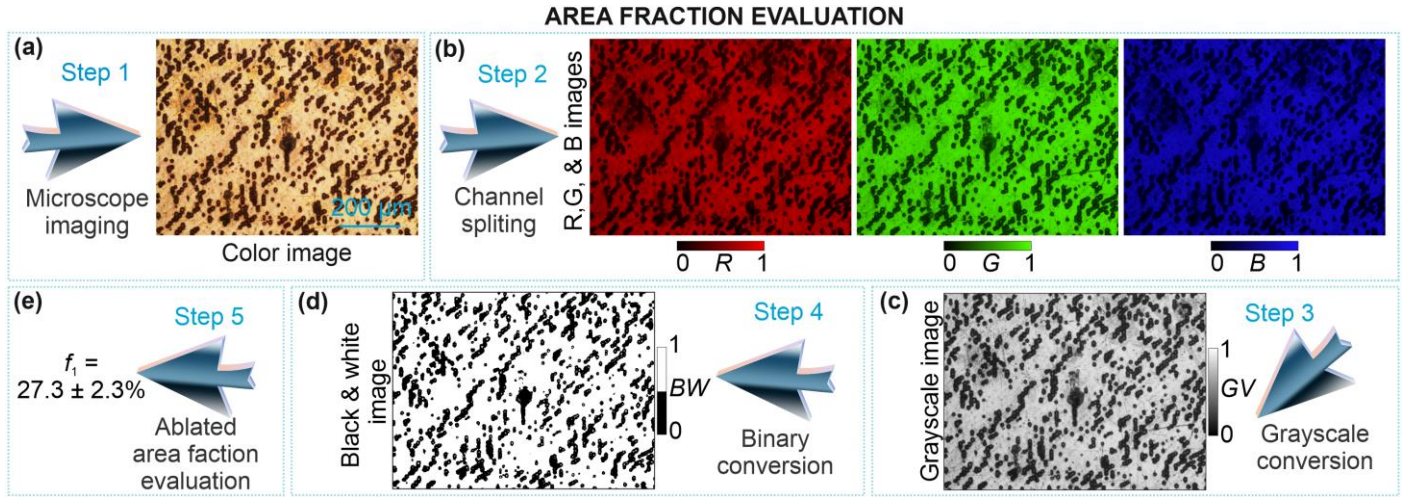 AREA FRACTION EVALUATION
(a)
Step 1
Microscope
imaging
200 µm
Color image
(b)
Step 2
Channel
spliting
R, G, & B images
0 R 1
0 G 1
0 B 1
(e)
Step 5
f1 =
27.3 ± 2.3%
Ablated
area faction
evaluation
(d)
Black & white
image
1
BW
0
Step 4
Binary
conversion
(c)
Grayscale image
1
GV
0
Step 3
Grayscale
conversion